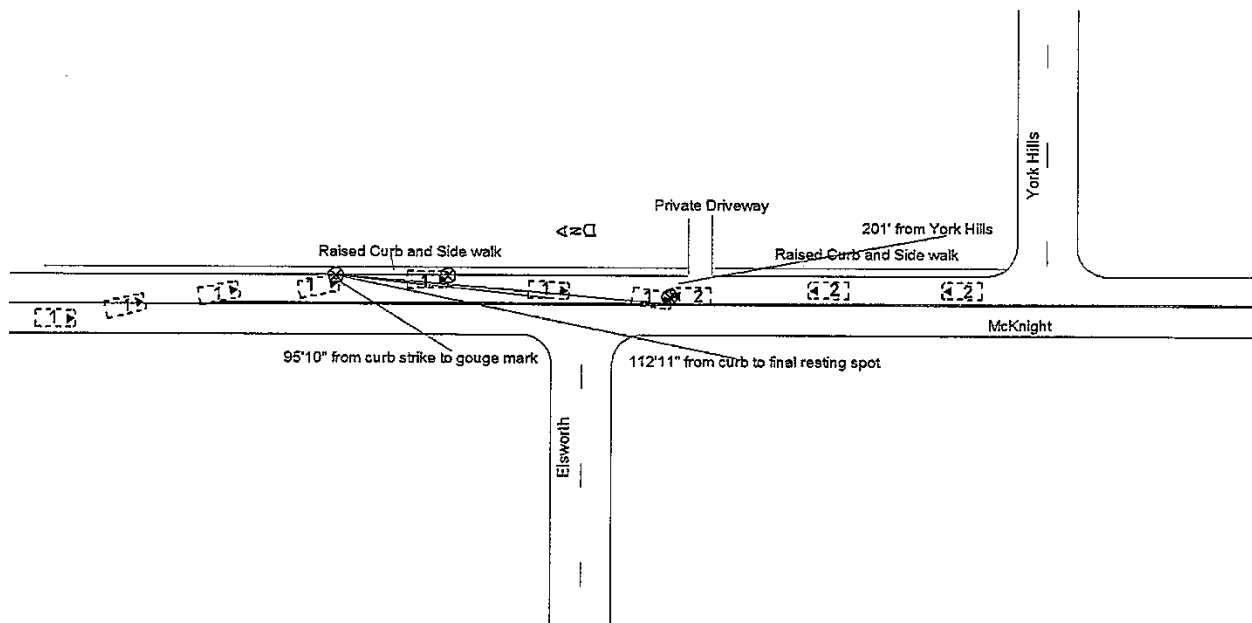 York Hills
Private Driveway
201' from York Hills
Raised Curb and Side walk
Raised Curb and Side walk
1
1
1
1
1
1
1
2
2
2
McKnight
95'10" from curb strike to gouge mark
112'11" from curb to final resting spot
Elsworth